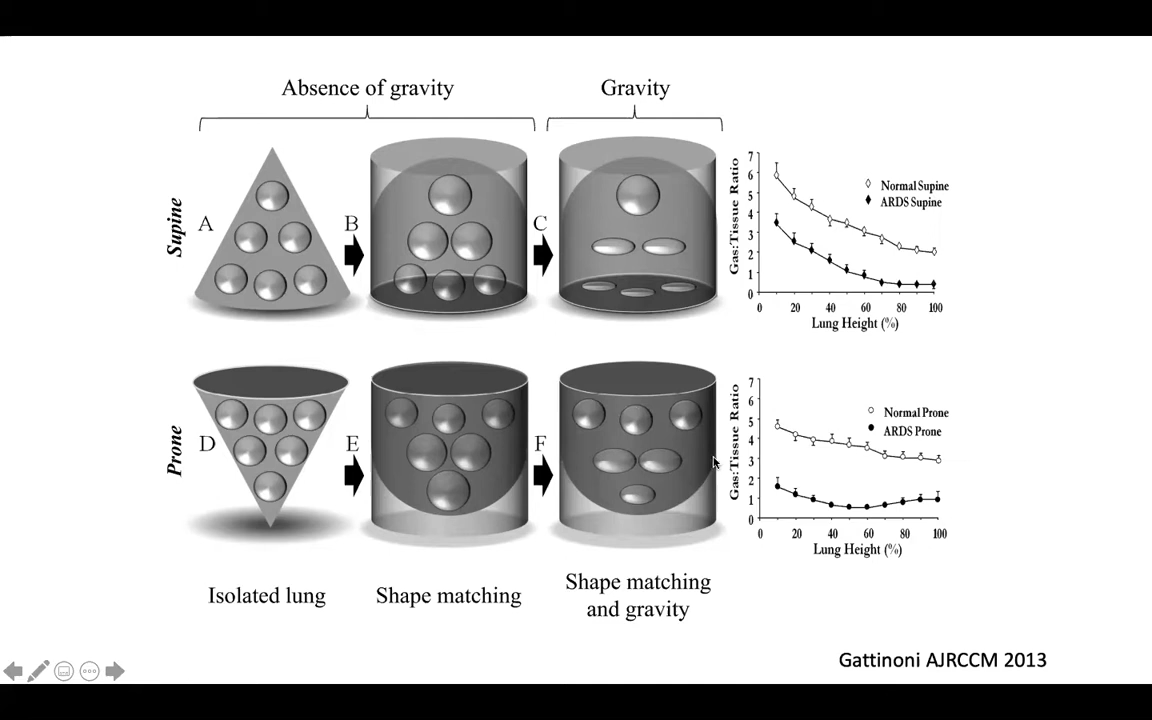 Absence of gravity
Gravity
Supine
A
B
C
Gas:Tissue Ratio
7
6
5
4
3
2
1
0
Normal Supine
ARDS Supine
0 20 40 60 80 100
Lung Height (%)
Prone
D
E
F
Gas:Tissue Ratio
7
6
5
4
3
2
1
0
Normal Prone
ARDS Prone
0 20 40 60 80 100
Lung Height (%)
Isolated lung
Shape matching
Shape matching
and gravity
Gattinoni AJRCCM 2013